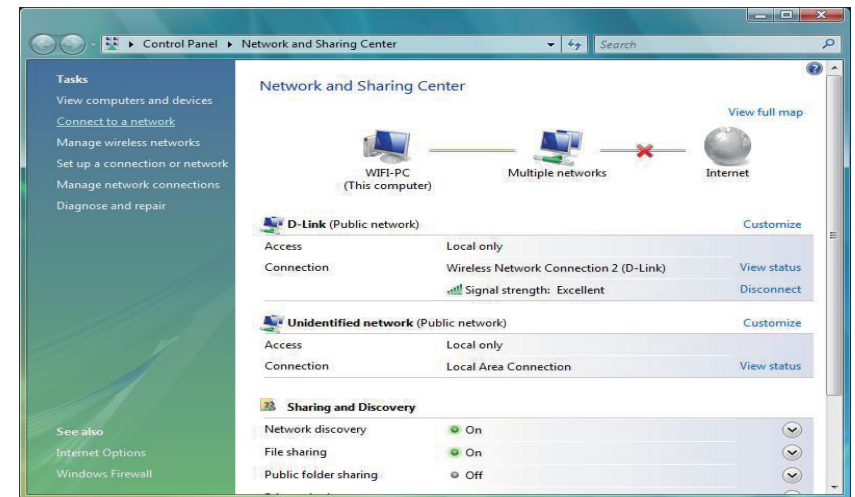 Control Panel ▸ Network and Sharing Center
Search
Tasks
View computers and devices
Connect to a network
Manage wireless networks
Set up a connection or network
Manage network connections
Diagnose and repair
See also
Internet Options
Windows Firewall
Network and Sharing Center
View full map
WIFI-PC
(This computer)
Multiple networks
Internet
D-Link (Public network) Customize
Access Local only
Connection Wireless Network Connection 2 (D-Link) View status
Signal strength: Excellent Disconnect
Unidentified network (Public network) Customize
Access Local only
Connection Local Area Connection View status
Sharing and Discovery
Network discovery On
File sharing On
Public folder sharing Off